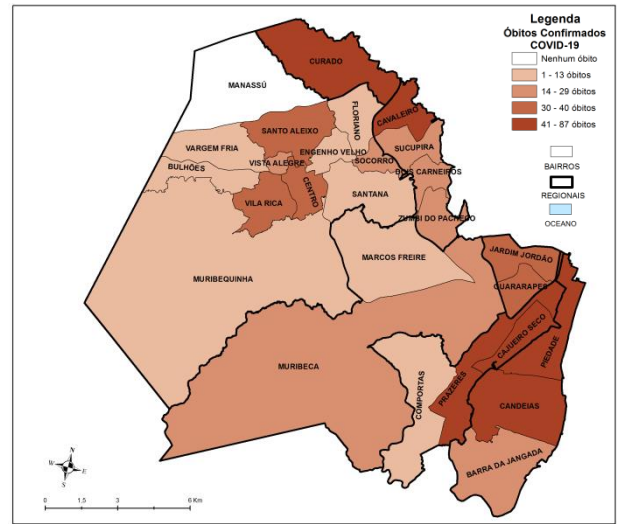 Legenda
Óbitos Confirmados
COVID-19
Nenhum óbito
1 - 13 óbitos
14 - 29 óbitos
30 - 40 óbitos
41 - 87 óbitos
BAIRROS
REGIONAIS
OCEANO
CURADO
MANASSÚ
CAVALEIRO
FLORIANO
SANTO ALEIXO
VARGEM FRIA
ENGENHO VELHO
SUCUPIRA
SOCORRO
VISTA ALEGRE
BULHÕES
DOIS CARNEIROS
CENTRO
SANTANA
VILA RICA
ZUMBI DO PACHECO
JARDIM JORDÃO
MARCOS FREIRE
MURIBEQUINHA
GUARARAPES
CAJUEIRO SECO
PIEDADE
MURIBECA
COMPORTAS
PRAZERES
CANDEIAS
BARRA DA JANGADA
N
W E
S
0 1,5 3 6 Km